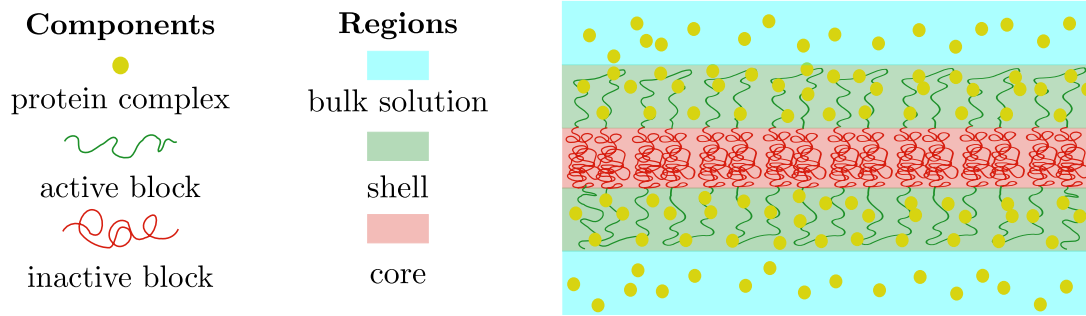 Components
protein complex
active block
inactive block
Regions
bulk solution
shell
core